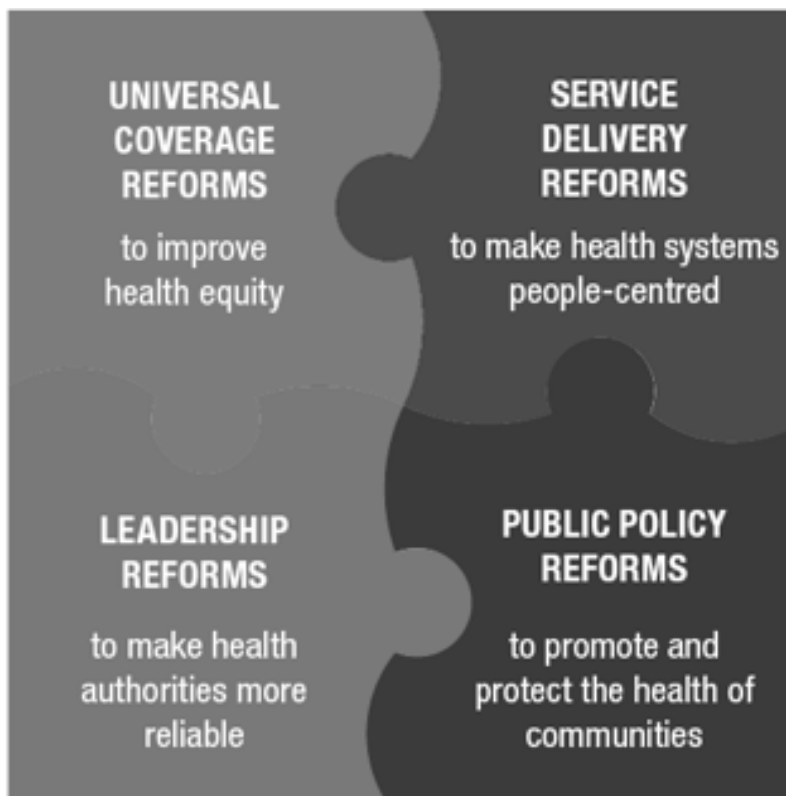 UNIVERSAL
COVERAGE
REFORMS
to improve
health equity
SERVICE
DELIVERY
REFORMS
to make health systems
people-centred
LEADERSHIP
REFORMS
to make health
authorities more
reliable
PUBLIC POLICY
REFORMS
to promote and
protect the health of
communities